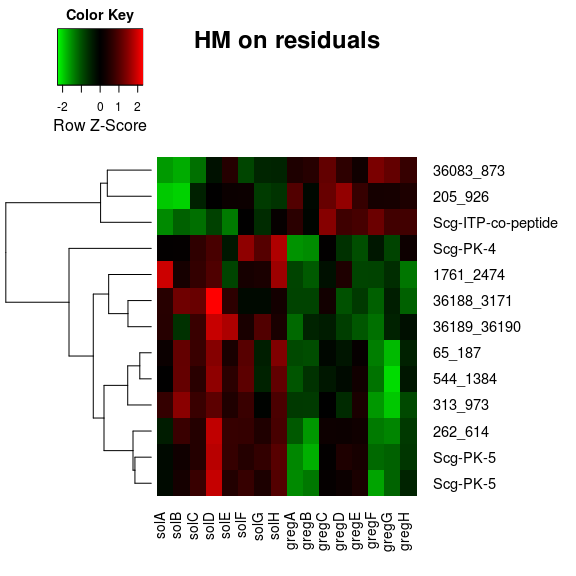 Color Key
HM on residuals
-2 0 1 2
Row Z-Score
36083_873
205_926
Scg-ITP-co-peptide
Scg-PK-4
1761_2474
36188_3171
36189_36190
65_187
544_1384
313_973
262_614
Scg-PK-5
Scg-PK-5
solA solB solC solD solE solF solG solH gregA gregB gregC gregD gregE gregF gregG gregH